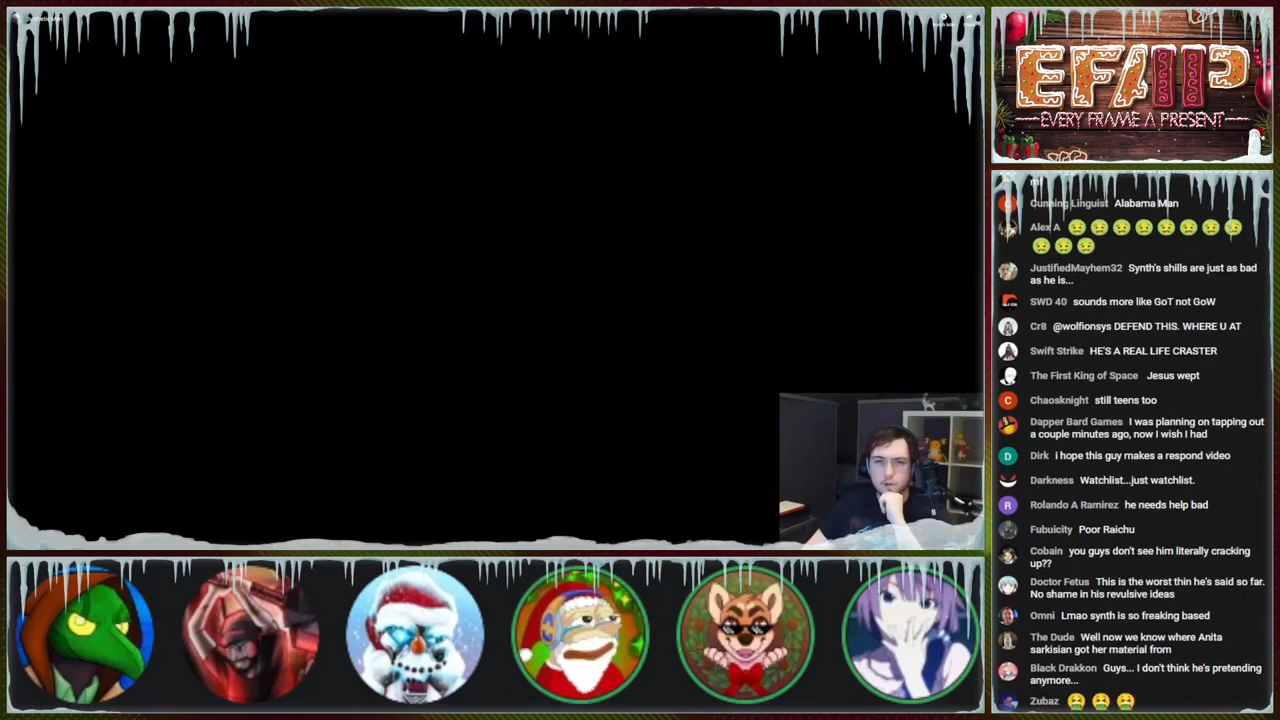 Synthetic Man
EFAP
EVERY FRAME A PRESENT
Cunning Linguist Alabama Man
Alex A
JustifiedMayhem32 Synth's shills are just as bad
as he is...
SWD 40 sounds more like GoT not GoW
Cr8 @wolfionsys DEFEND THIS. WHERE U AT
Swift Strike HE'S A REAL LIFE CRASTER
The First King of Space Jesus wept
C
Chaosknight still teens too
Dapper Bard Games I was planning on tapping out
a couple minutes ago, now I wish I had
D
Dirk i hope this guy makes a respond video
Darkness Watchlist...just watchlist.
R
Rolando A Ramirez he needs help bad
Fubuicity Poor Raichu
Cobain you guys don't see him literally cracking
up??
Doctor Fetus This is the worst thin he's said so far.
No shame in his revulsive ideas
Omni Lmao synth is so freaking based
The Dude Well now we know where Anita
sarkisian got her material from
Black Drakkon Guys... I don't think he's pretending
anymore...
Zubaz